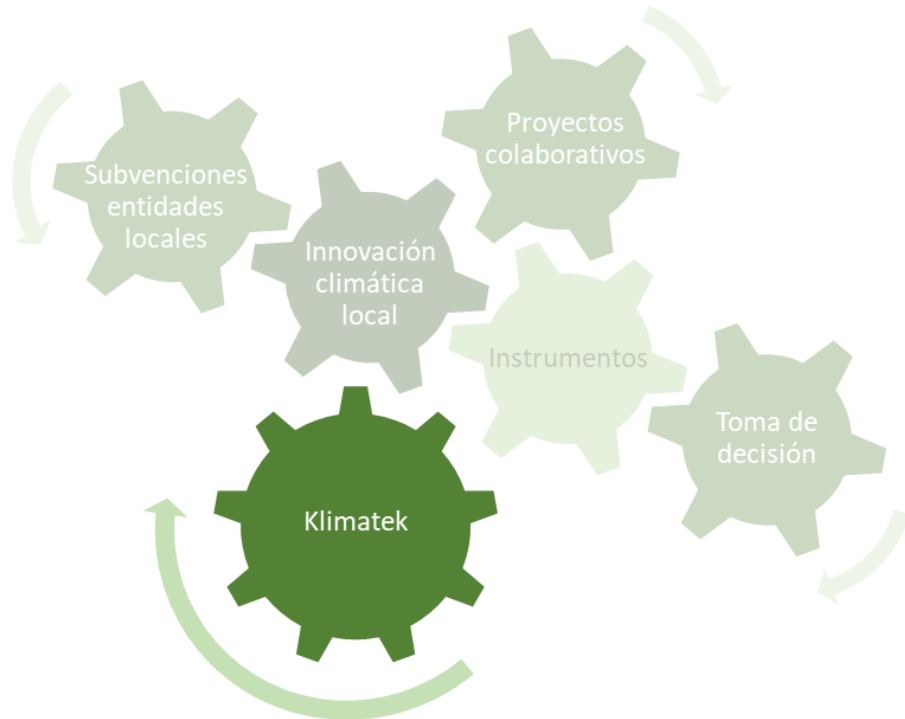 Proyectos
colaborativos
Subvenciones
entidades
locales
Innovación
climática
local
Instrumentos
Toma de
decisión
Klimatek